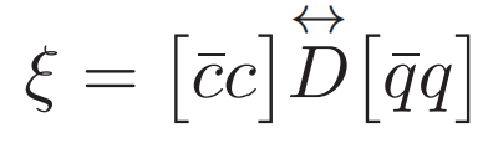 ξ = [c̄c] D⃡ [q̄q]